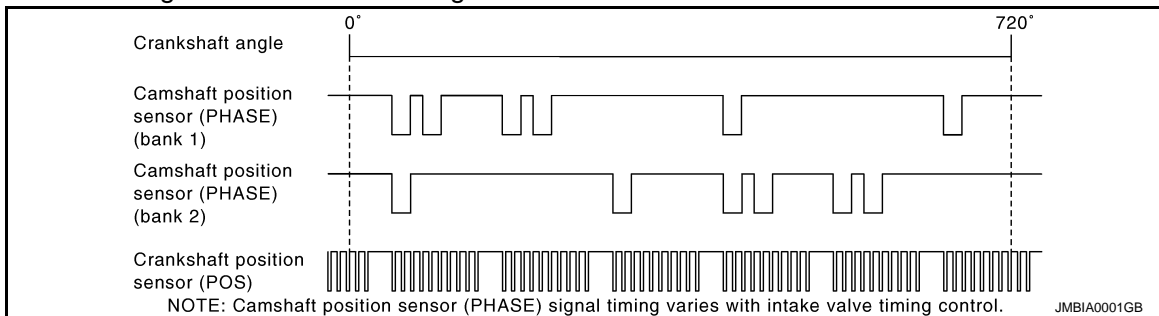 0˚ 720˚
Crankshaft angle
Camshaft position
sensor (PHASE)
(bank 1)
Camshaft position
sensor (PHASE)
(bank 2)
Crankshaft position
sensor (POS)
NOTE: Camshaft position sensor (PHASE) signal timing varies with intake valve timing control.
JMBIA0001GB